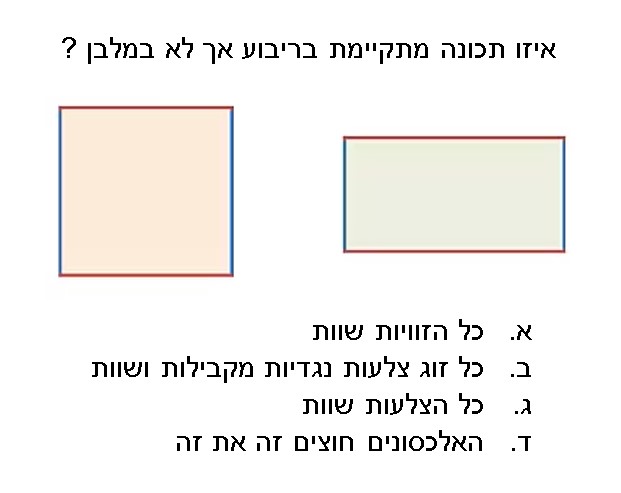 איזו תכונה מתקיימת בריבוע אך לא במלבן ?
א. כל הזוויות שוות
ב. כל זוג צלעות נגדיות מקבילות ושוות
ג. כל הצלעות שוות
ד. האלכסונים חוצים זה את זה